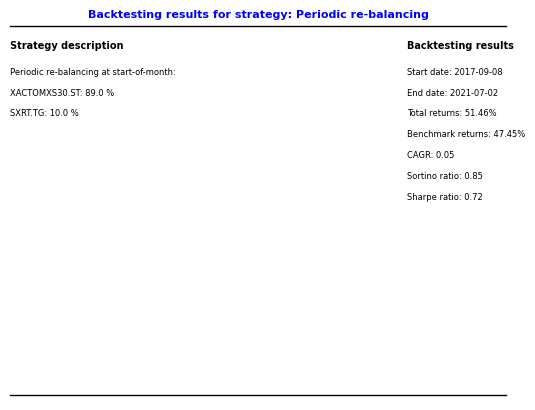 Backtesting results for strategy: Periodic re-balancing
Strategy description
Periodic re-balancing at start-of-month:
XACTOMXS30.ST: 89.0 %
SXRT.TG: 10.0 %
Backtesting results
Start date: 2017-09-08
End date: 2021-07-02
Total returns: 51.46%
Benchmark returns: 47.45%
CAGR: 0.05
Sortino ratio: 0.85
Sharpe ratio: 0.72